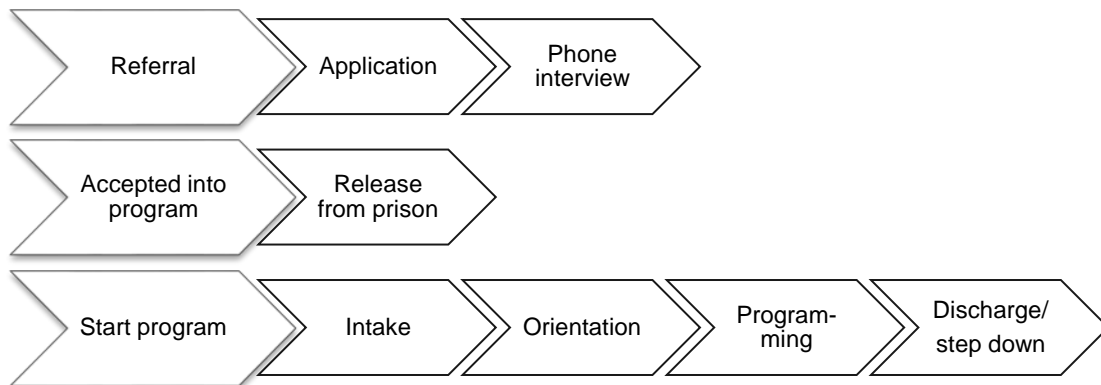 Referral
Application
Phone
interview
Accepted into
program
Release
from prison
Start program
Intake
Orientation
Program-
ming
Discharge/
step down